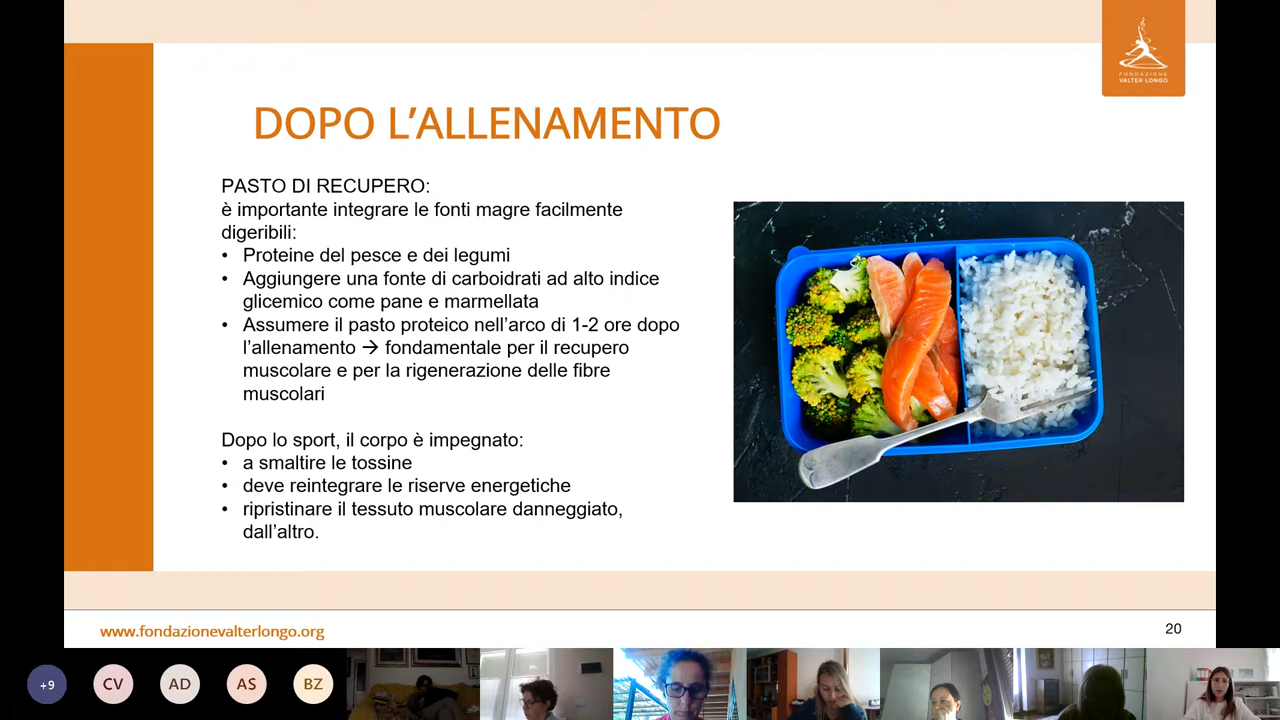 FONDAZIONE
VALTER LONGO
DOPO L'ALLENAMENTO
PASTO DI RECUPERO:
è importante integrare le fonti magre facilmente
digeribili:
• Proteine del pesce e dei legumi
• Aggiungere una fonte di carboidrati ad alto indice
glicemico come pane e marmellata
• Assumere il pasto proteico nell'arco di 1-2 ore dopo
l'allenamento → fondamentale per il recupero
muscolare e per la rigenerazione delle fibre
muscolari
Dopo lo sport, il corpo è impegnato:
• a smaltire le tossine
• deve reintegrare le riserve energetiche
• ripristinare il tessuto muscolare danneggiato,
dall'altro.
www.fondazionevalterlongo.org
20
+9
CV
AD
AS
BZ